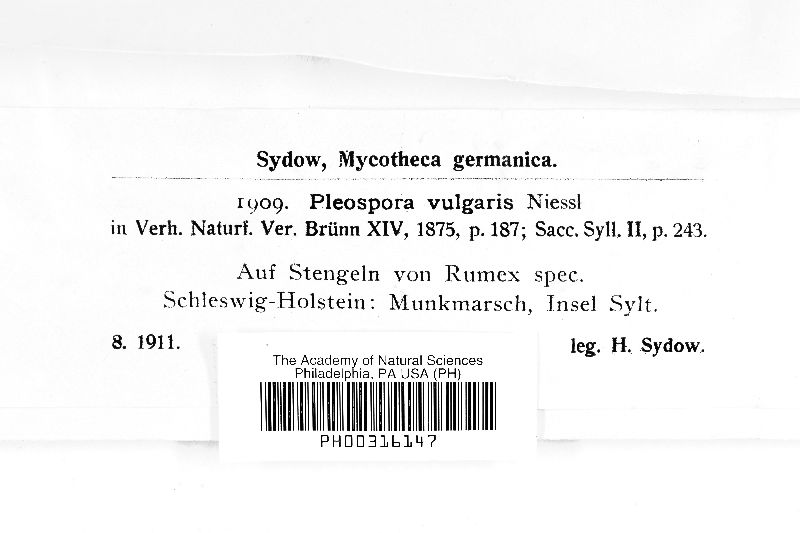 Sydow, Mycotheca germanica.
1909. Pleospora vulgaris Niessl
in Verh. Naturf. Ver. Brünn XIV, 1875, p. 187; Sacc. Syll. II, p. 243.
Auf Stengeln von Rumex spec.
Schleswig-Holstein: Munkmarsch, Insel Sylt.
8. 1911. leg. H. Sydow.
The Academy of Natural Sciences
Philadelphia, PA USA (PH)
PH00316147